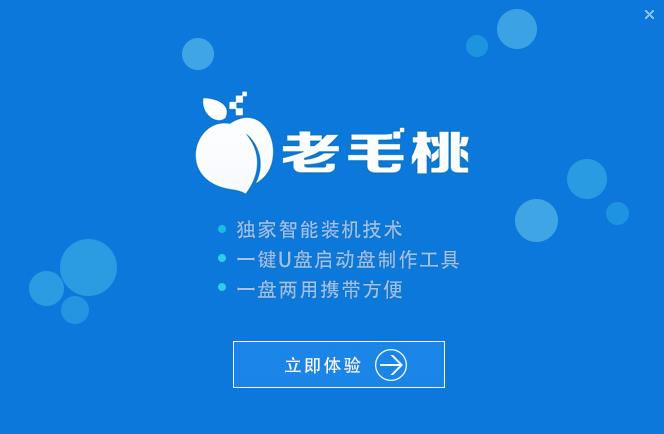 老毛桃
独家智能装机技术
一键U盘启动盘制作工具
一盘两用携带方便
立即体验